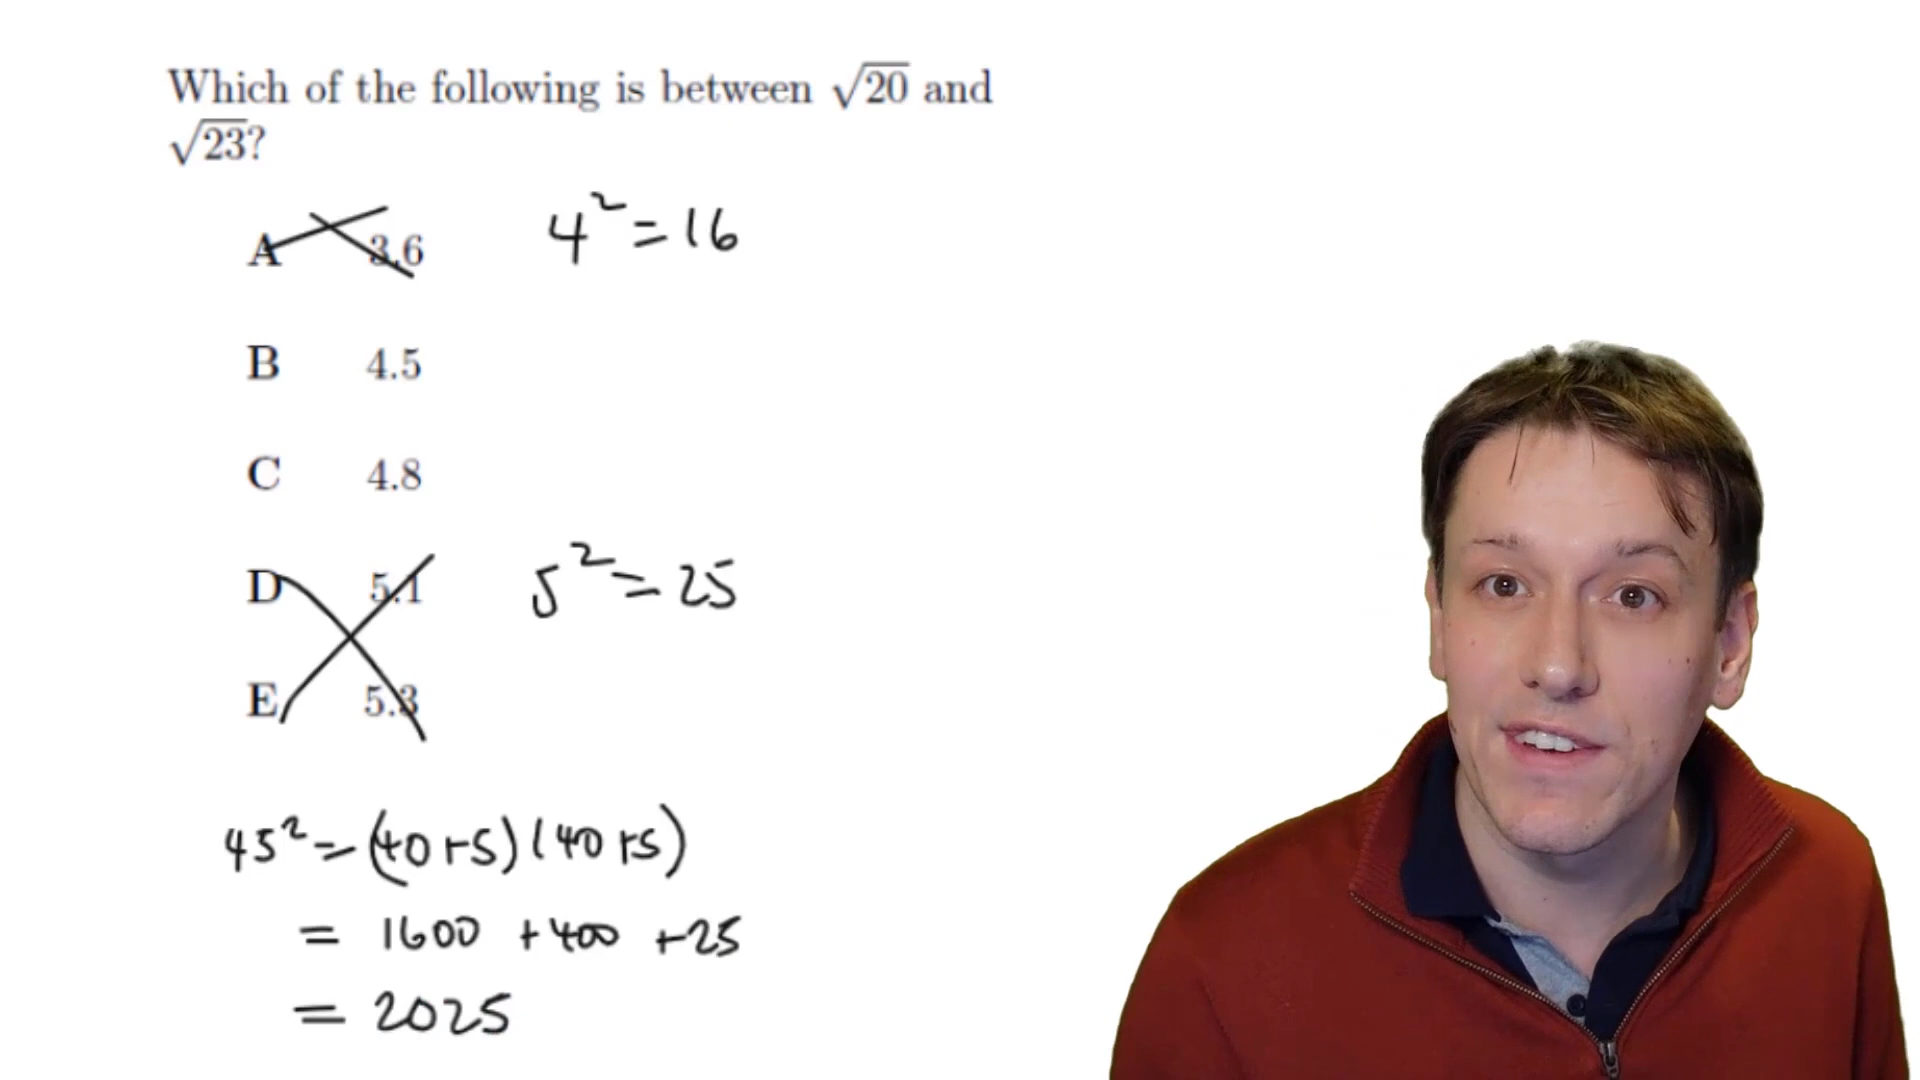 Which of the following is between √20 and
√23?
A 3.6 4² = 16
B 4.5
C 4.8
D 5.1 5² = 25
E 5.3
45² = (40+5)(40+5)
= 1600 + 400 + 25
= 2025